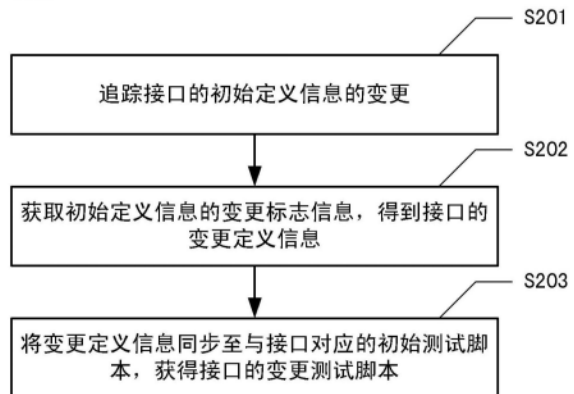 S201
追踪接口的初始定义信息的变更
S202
获取初始定义信息的变更标志信息，得到接口的
变更定义信息
S203
将变更定义信息同步至与接口对应的初始测试脚
本，获得接口的变更测试脚本